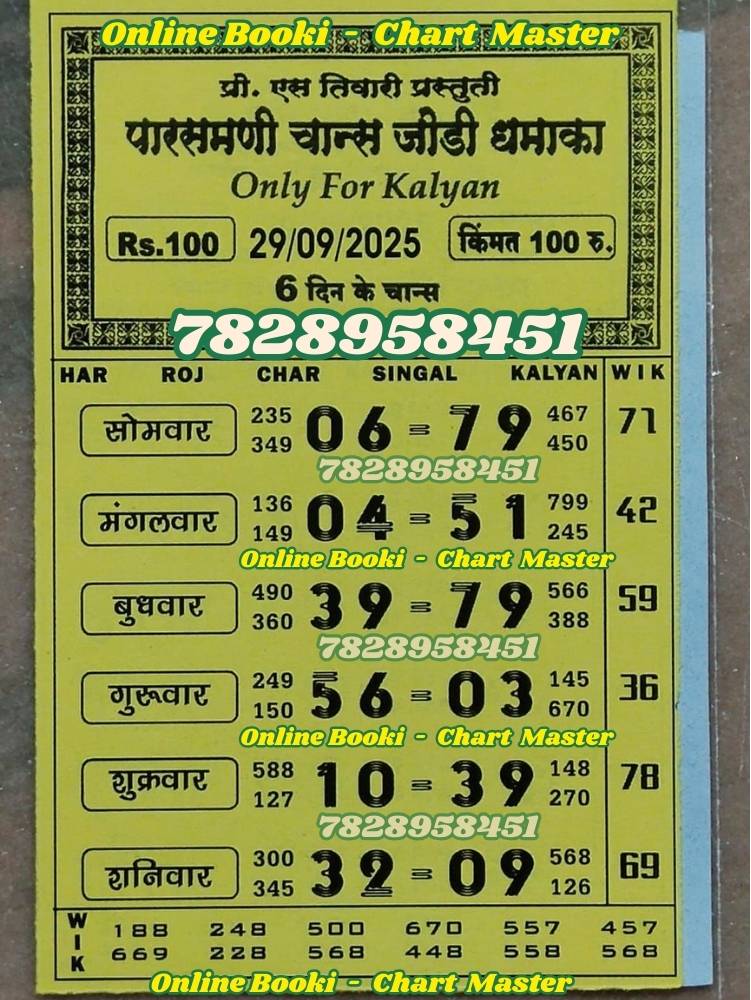 Online Booki - Chart Master
प्री. एस तिवारी प्रस्तुती
पारसमणी चान्स जीडी धमाका
Only For Kalyan
Rs.100 29/09/2025 किंमत 100 रु.
6 दिन के चान्स
7828958451
HAR ROJ CHAR SINGAL KALYAN WIK
सोमवार 235 349 06 = 79 467 450 71
7828958451
मंगलवार 136 149 04 = 51 799 245 42
Online Booki - Chart Master
बुधवार 490 360 39 = 79 566 388 59
7828958451
गुरूवार 249 150 56 = 03 145 670 36
Online Booki - Chart Master
शुक्रवार 588 127 10 = 39 148 270 78
7828958451
शनिवार 300 345 32 = 09 568 126 69
WIK 188 248 500 670 557 457
669 228 568 448 558 568
Online Booki - Chart Master